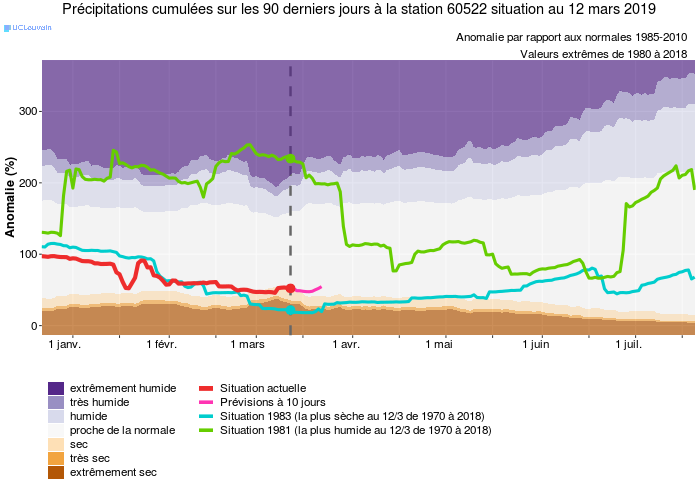 Précipitations cumulées sur les 90 derniers jours à la station 60522 situation au 12 mars 2019
UCLouvain
Anomalie par rapport aux normales 1985-2010
Valeurs extrêmes de 1980 à 2018
Anomalie (%)
300
200
100
0
1 janv.
1 févr.
1 mars
1 avr.
1 mai
1 juin
1 juil.
extrêmement humide
très humide
humide
proche de la normale
sec
très sec
extrêmement sec
Situation actuelle
Prévisions à 10 jours
Situation 1983 (la plus sèche au 12/3 de 1970 à 2018)
Situation 1981 (la plus humide au 12/3 de 1970 à 2018)